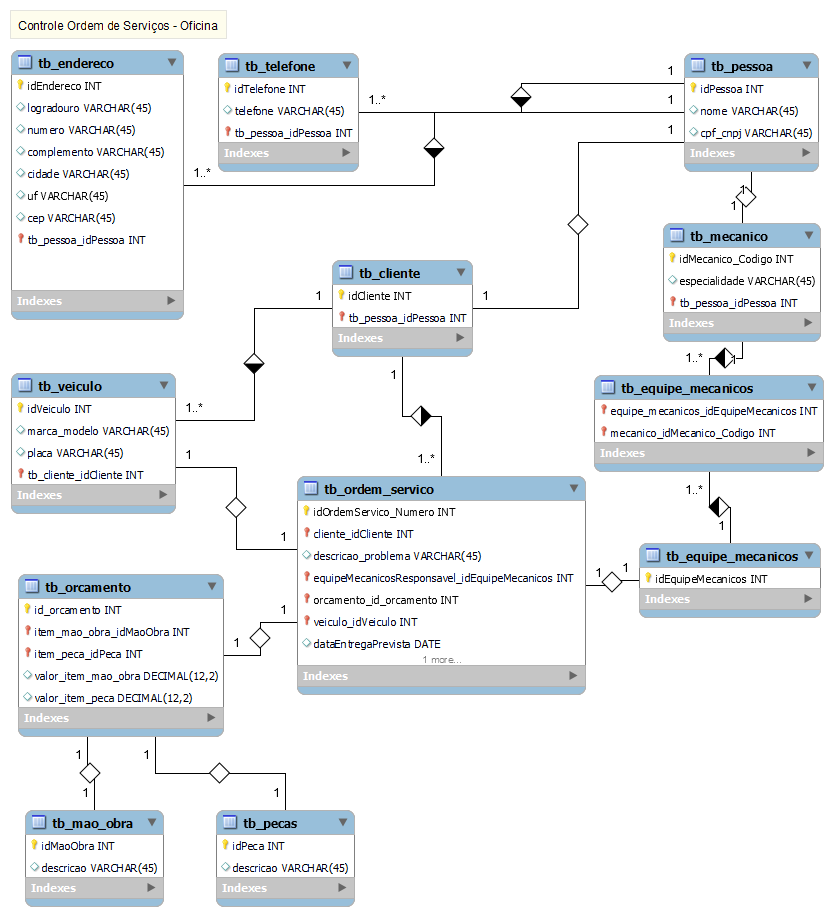 Controle Ordem de Serviços - Oficina
tb_endereco
idEndereco INT
logradouro VARCHAR(45)
numero VARCHAR(45)
complemento VARCHAR(45)
cidade VARCHAR(45)
uf VARCHAR(45)
cep VARCHAR(45)
tb_pessoa_idPessoa INT
Indexes
1..*
tb_telefone
idTelefone INT
telefone VARCHAR(45)
tb_pessoa_idPessoa INT
Indexes
1..*
1
1
1
tb_pessoa
idPessoa INT
nome VARCHAR(45)
cpf_cnpj VARCHAR(45)
Indexes
1
1
tb_mecanico
idMecanico_Codigo INT
especialidade VARCHAR(45)
tb_pessoa_idPessoa INT
Indexes
1..*
1
tb_cliente
idCliente INT
tb_pessoa_idPessoa INT
Indexes
1
1
1
1..*
tb_veiculo
idVeiculo INT
marca_modelo VARCHAR(45)
placa VARCHAR(45)
tb_cliente_idCliente INT
Indexes
1..*
1
1
tb_equipe_mecanicos
equipe_mecanicos_idEquipeMecanicos INT
mecanico_idMecanico_Codigo INT
Indexes
1..*
1
tb_equipe_mecanicos
idEquipeMecanicos INT
Indexes
1
1
tb_ordem_servico
idOrdemServico_Numero INT
cliente_idCliente INT
descricao_problema VARCHAR(45)
equipeMecanicosResponsavel_idEquipeMecanicos INT
orcamento_id_orcamento INT
veiculo_idVeiculo INT
dataEntregaPrevista DATE
1 more...
Indexes
1
1
tb_orcamento
id_orcamento INT
item_mao_obra_idMaoObra INT
item_peca_idPeca INT
valor_item_mao_obra DECIMAL(12,2)
valor_item_peca DECIMAL(12,2)
Indexes
1
1
1
1
tb_mao_obra
idMaoObra INT
descricao VARCHAR(45)
Indexes
tb_pecas
idPeca INT
descricao VARCHAR(45)
Indexes